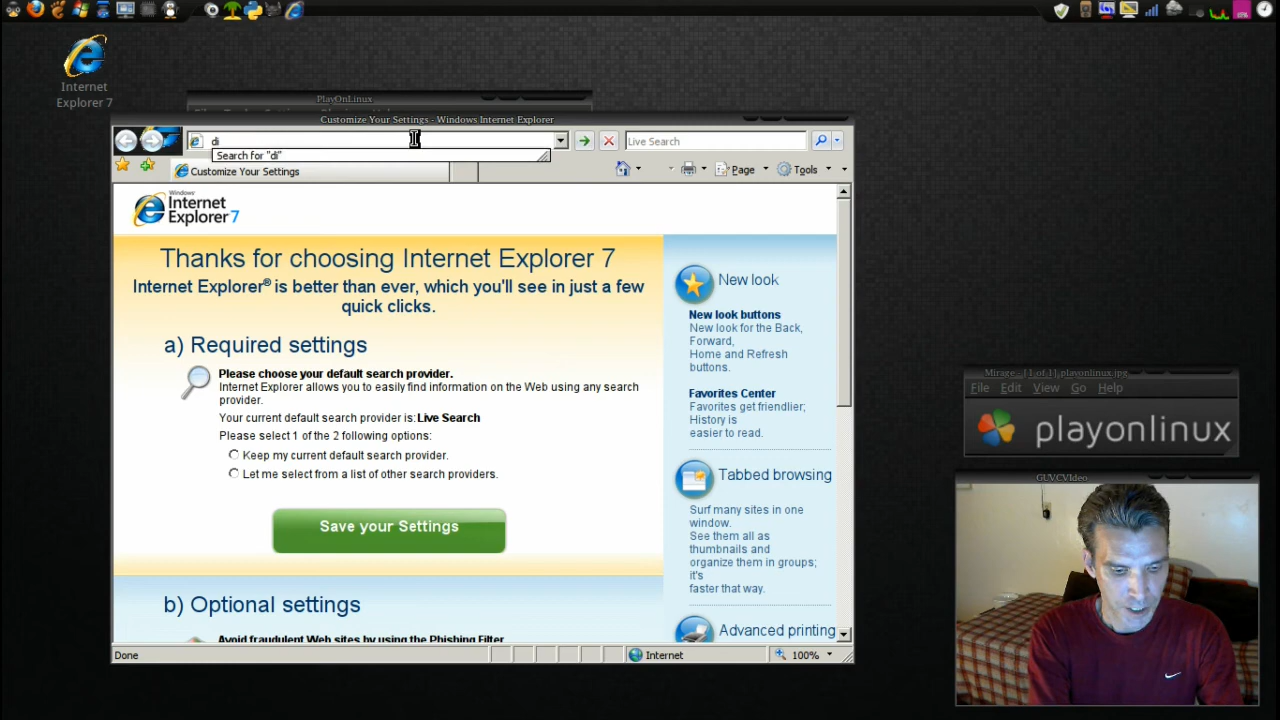 Internet
Explorer 7
PlayOnLinux
Customize Your Settings - Windows Internet Explorer
di
Live Search
Search for "di"
Customize Your Settings
Page
Tools
Windows
Internet
Explorer 7
Thanks for choosing Internet Explorer 7
Internet Explorer® is better than ever, which you'll see in just a few
quick clicks.
a) Required settings
Please choose your default search provider.
Internet Explorer allows you to easily find information on the Web using any search
provider.
Your current default search provider is: Live Search
Please select 1 of the 2 following options:
Keep my current default search provider.
Let me select from a list of other search providers.
Save your Settings
b) Optional settings
Avoid fraudulent Web sites by using the Phishing Filter
New look
New look buttons
New look for the Back,
Forward,
Home and Refresh
buttons.
Favorites Center
Favorites get friendlier;
History is
easier to read.
Tabbed browsing
Surf many sites in one
window.
See them all as
thumbnails and
organize them in groups;
it's
faster that way.
Advanced printing
Done
Internet
100%
Mirage - [1 of 1] playonlinux.jpg
File Edit View Go Help
playonlinux
GUVCVideo